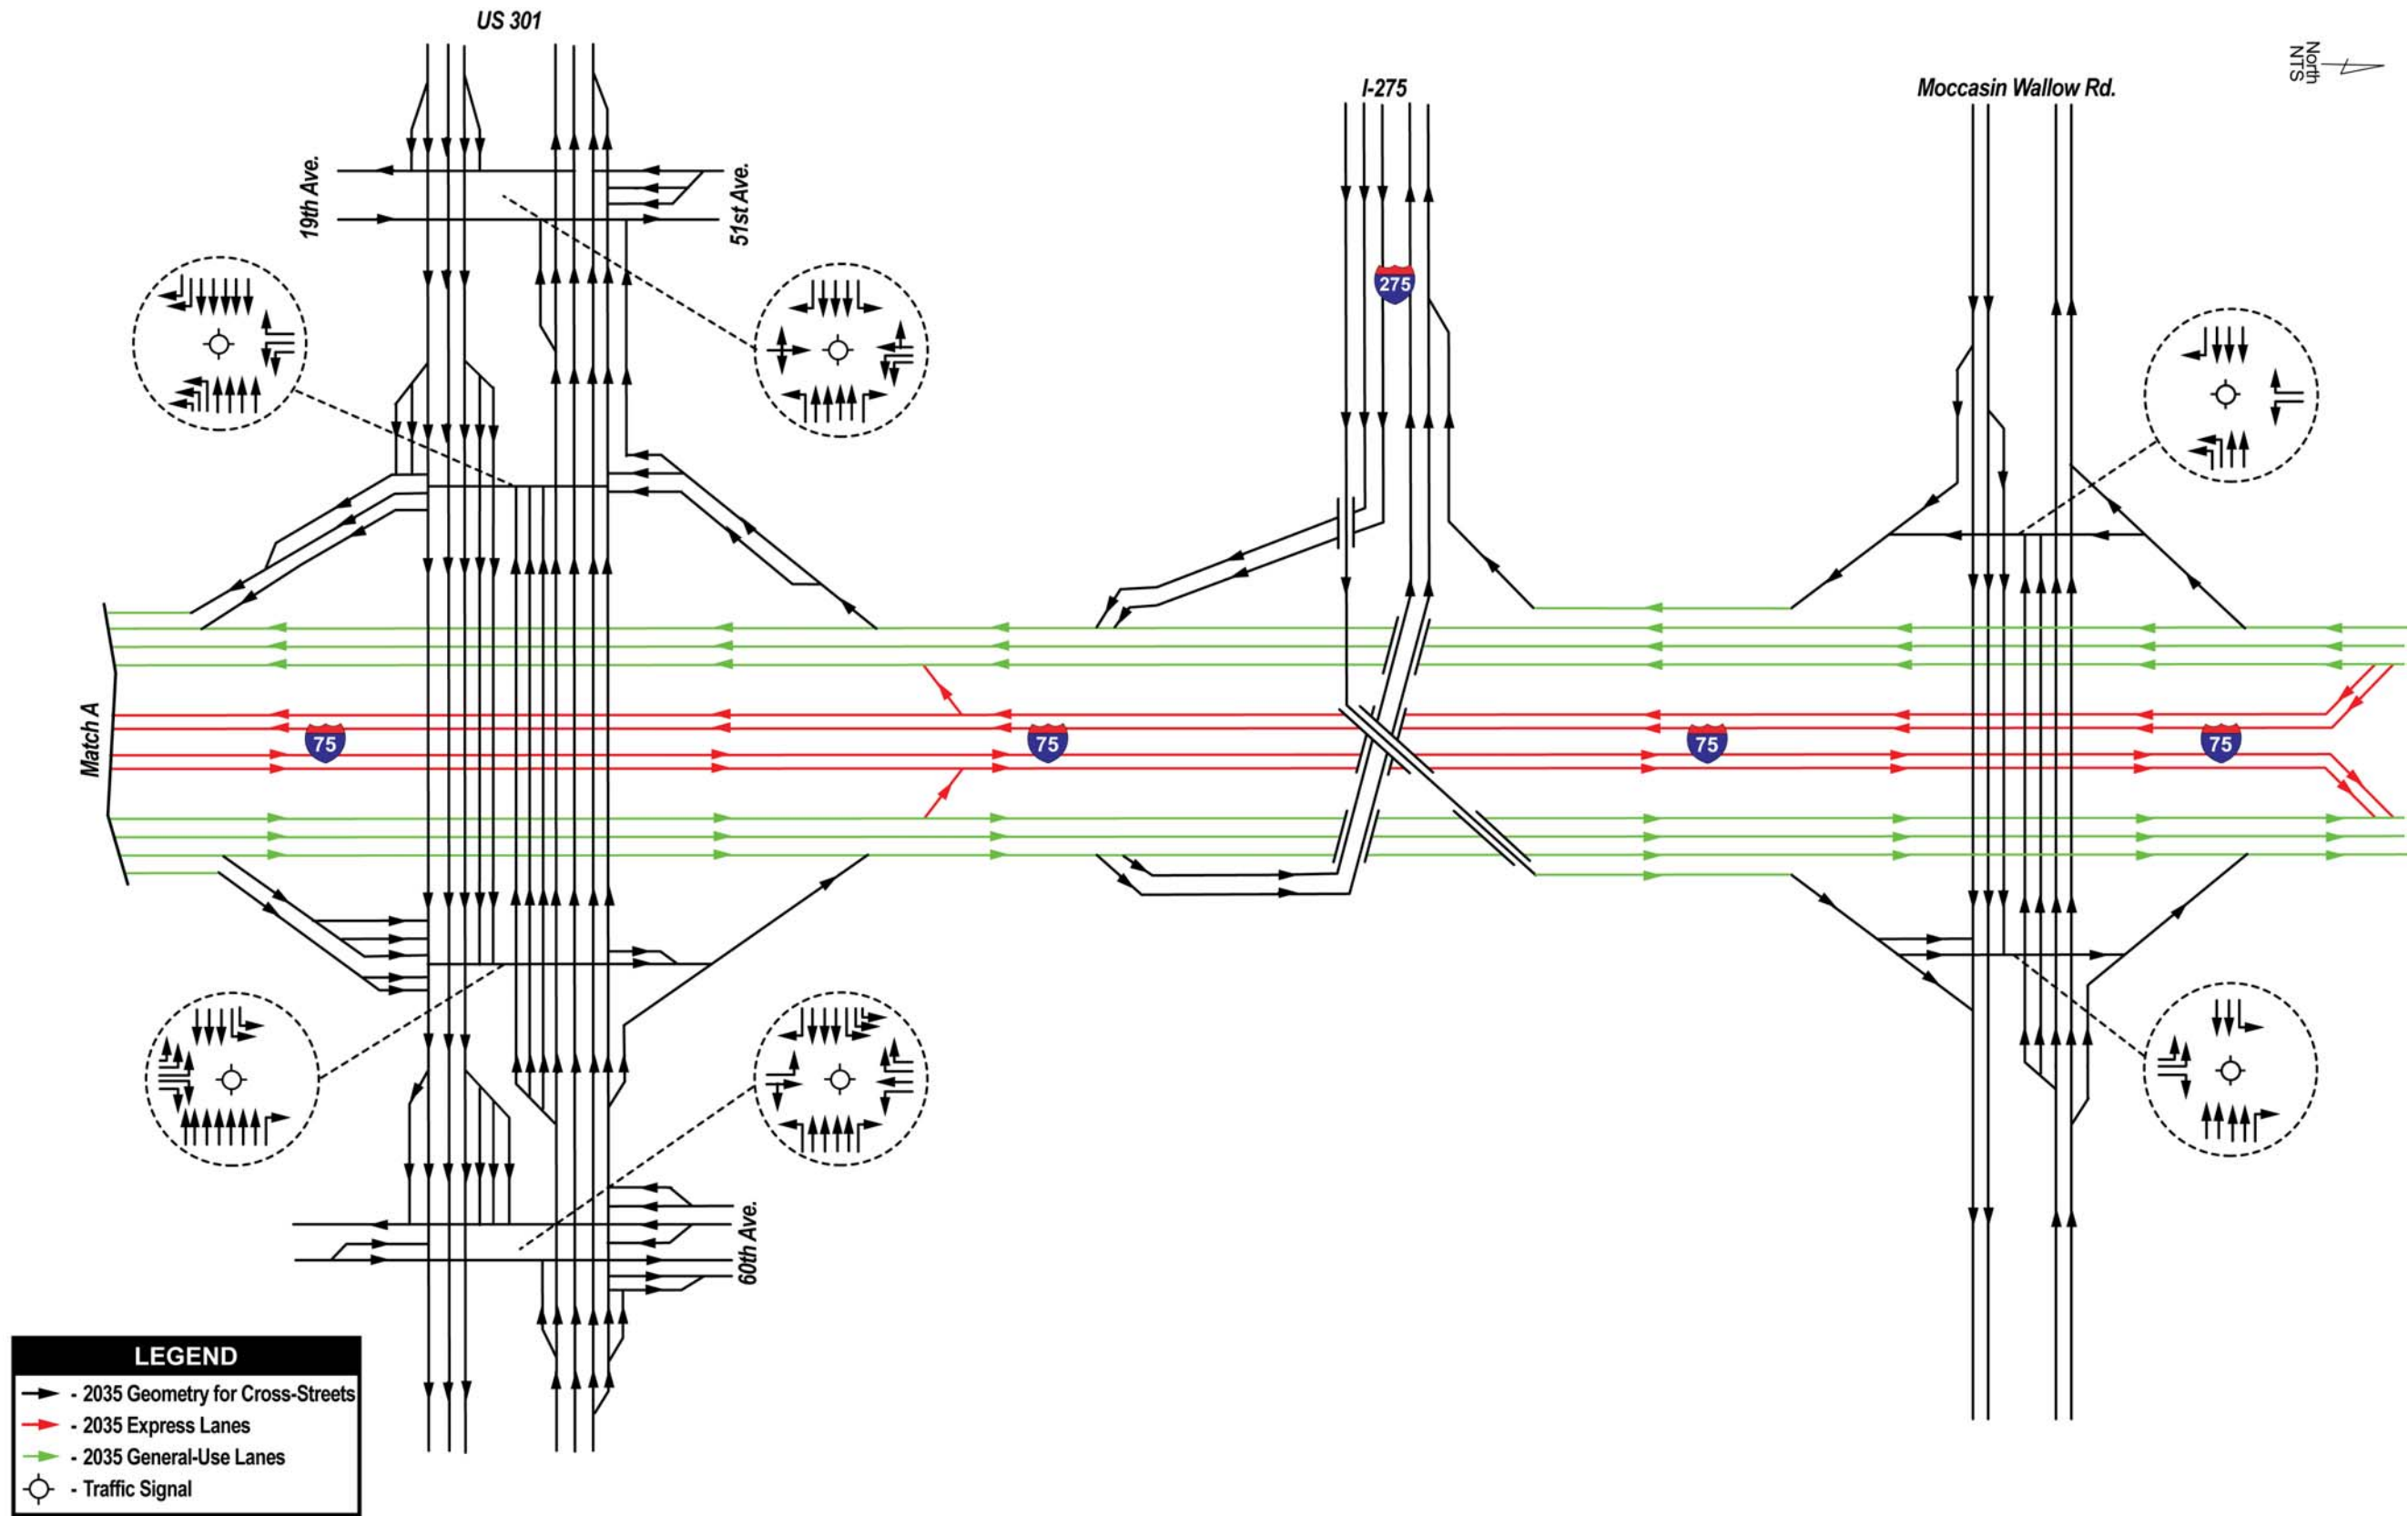 US 301
I-275
Moccasin Wallow Rd.
North
NTS
19th Ave.
51st Ave.
275
Match A
75
75
75
75
60th Ave.
LEGEND
- 2035 Geometry for Cross-Streets
- 2035 Express Lanes
- 2035 General-Use Lanes
- Traffic Signal